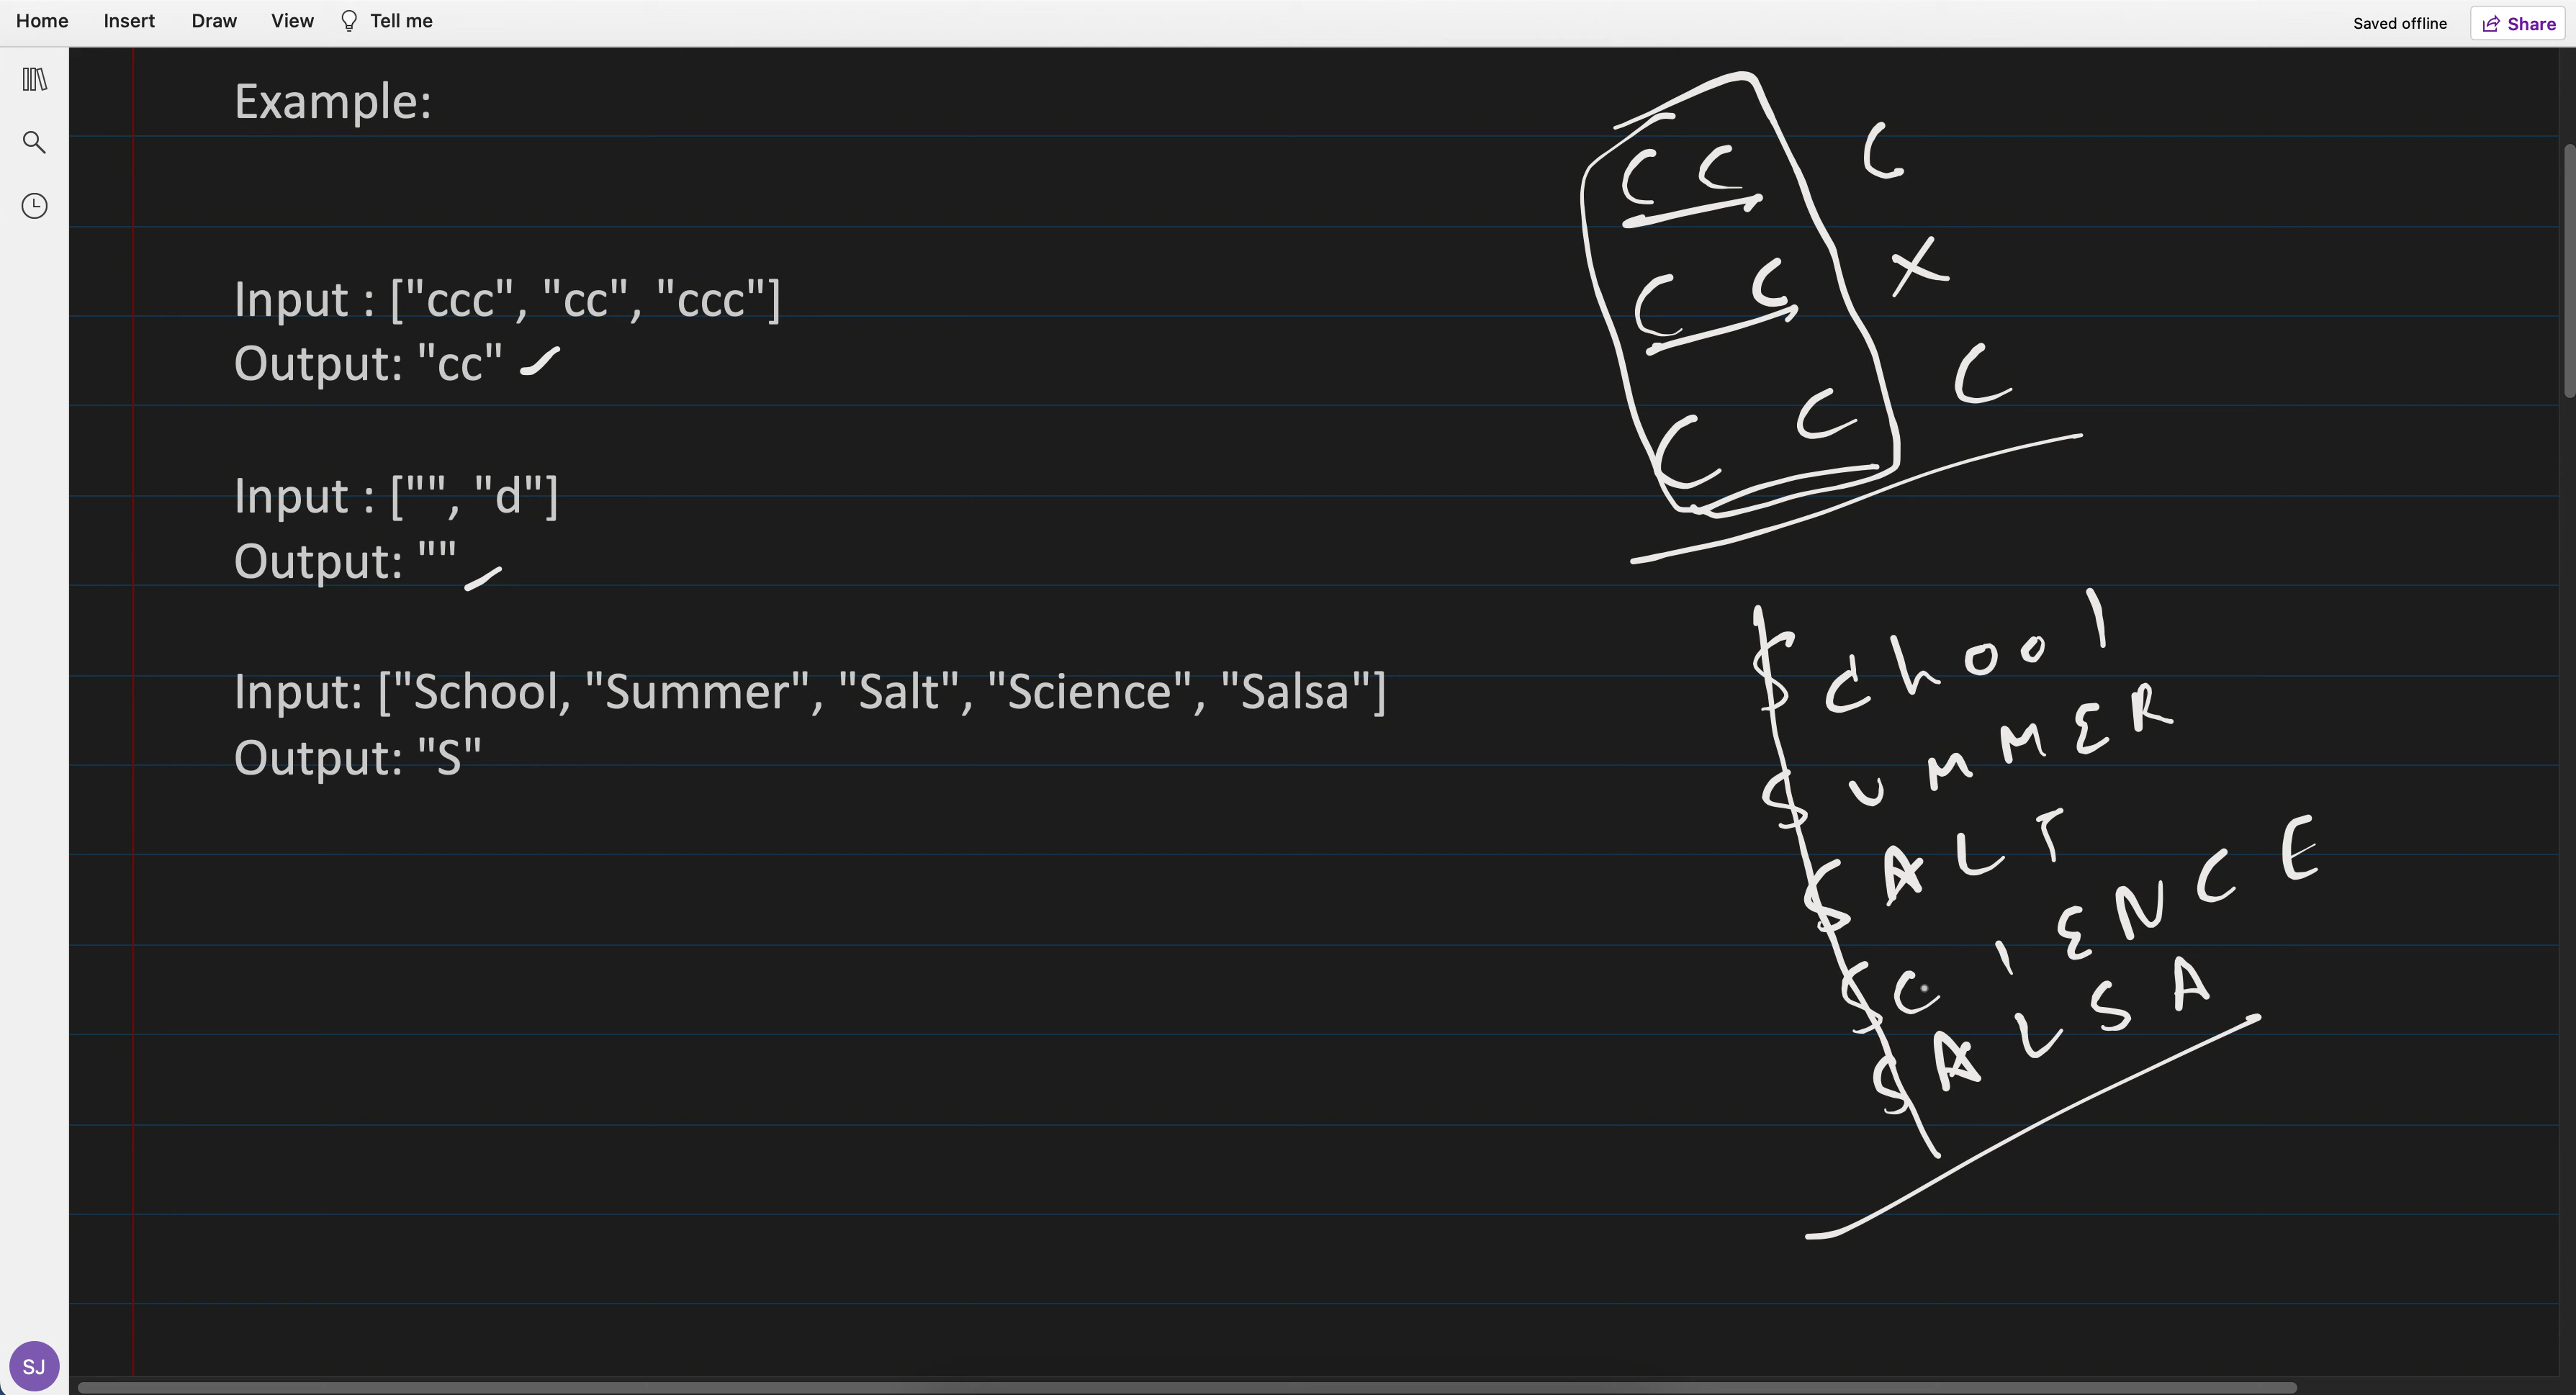 Home Insert Draw View Tell me Saved offline Share
Example:
Input : ["ccc", "cc", "ccc"]
Output: "cc"
Input : ["", "d"]
Output: ""
Input: ["School, "Summer", "Salt", "Science", "Salsa"]
Output: "S"
C C C
C C X
C C C
School
SUMMER
SALT
SCIENCE
SALSA
SJ